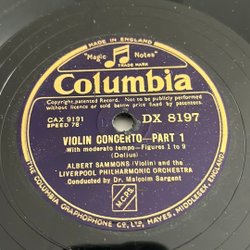 MADE IN ENGLAND
"Magic Notes"
TRADE MARK
Columbia
(Copyright.patented Record. Not to be publicly performed
without licence or sold below price fixed by patentees).
CAX 9191
SPEED 78
DX 8197
VIOLIN CONCERTO—PART 1
With moderato tempo—Figures 1 to 9
(Delius)
ALBERT SAMMONS (Violin) and the
LIVERPOOL PHILHARMONIC ORCHESTRA
Conducted by Dr. Malcolm Sargent
M.C.P.S.
THE COLUMBIA GRAPHOPHONE CO. LTD., HAYES, MIDDLESEX, ENGLAND